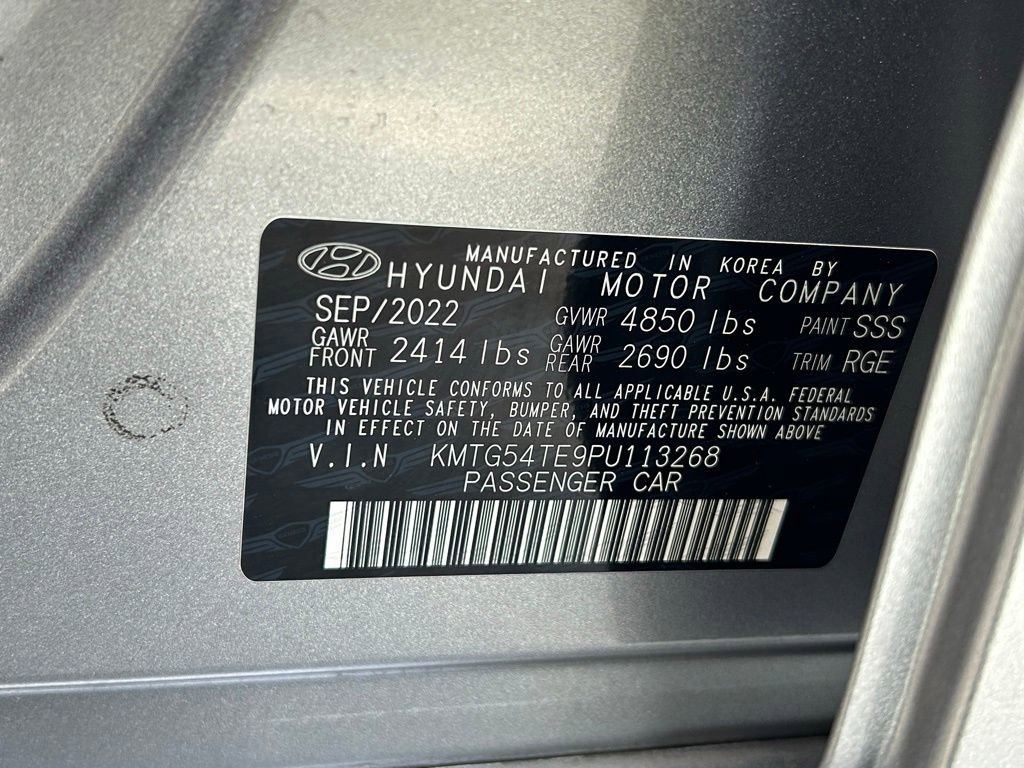 MANUFACTURED IN KOREA BY
HYUNDAI MOTOR COMPANY
SEP/2022 GVWR 4850 lbs PAINT SSS
GAWR FRONT 2414 lbs GAWR REAR 2690 lbs TRIM RGE
THIS VEHICLE CONFORMS TO ALL APPLICABLE U.S.A. FEDERAL
MOTOR VEHICLE SAFETY, BUMPER, AND THEFT PREVENTION STANDARDS
IN EFFECT ON THE DATE OF MANUFACTURE SHOWN ABOVE
V.I.N KMTG54TE9PU113268
PASSENGER CAR